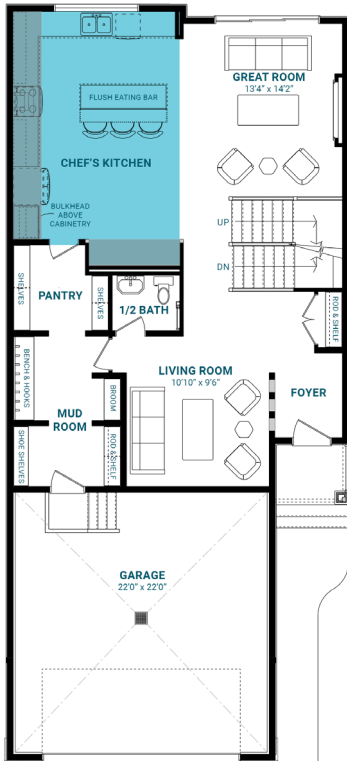 GREAT ROOM
13'4" x 14'2"
FLUSH EATING BAR
CHEF'S KITCHEN
BULKHEAD
ABOVE
CABINETRY
UP
DN
SHELVES
PANTRY
SHELVES
1/2 BATH
ROD & SHELF
BENCH & HOOKS
LIVING ROOM
10'10" x 9'6"
BROOM
FOYER
MUD
ROOM
SHOE SHELVES
ROD & SHELF
GARAGE
22'0" x 22'0"